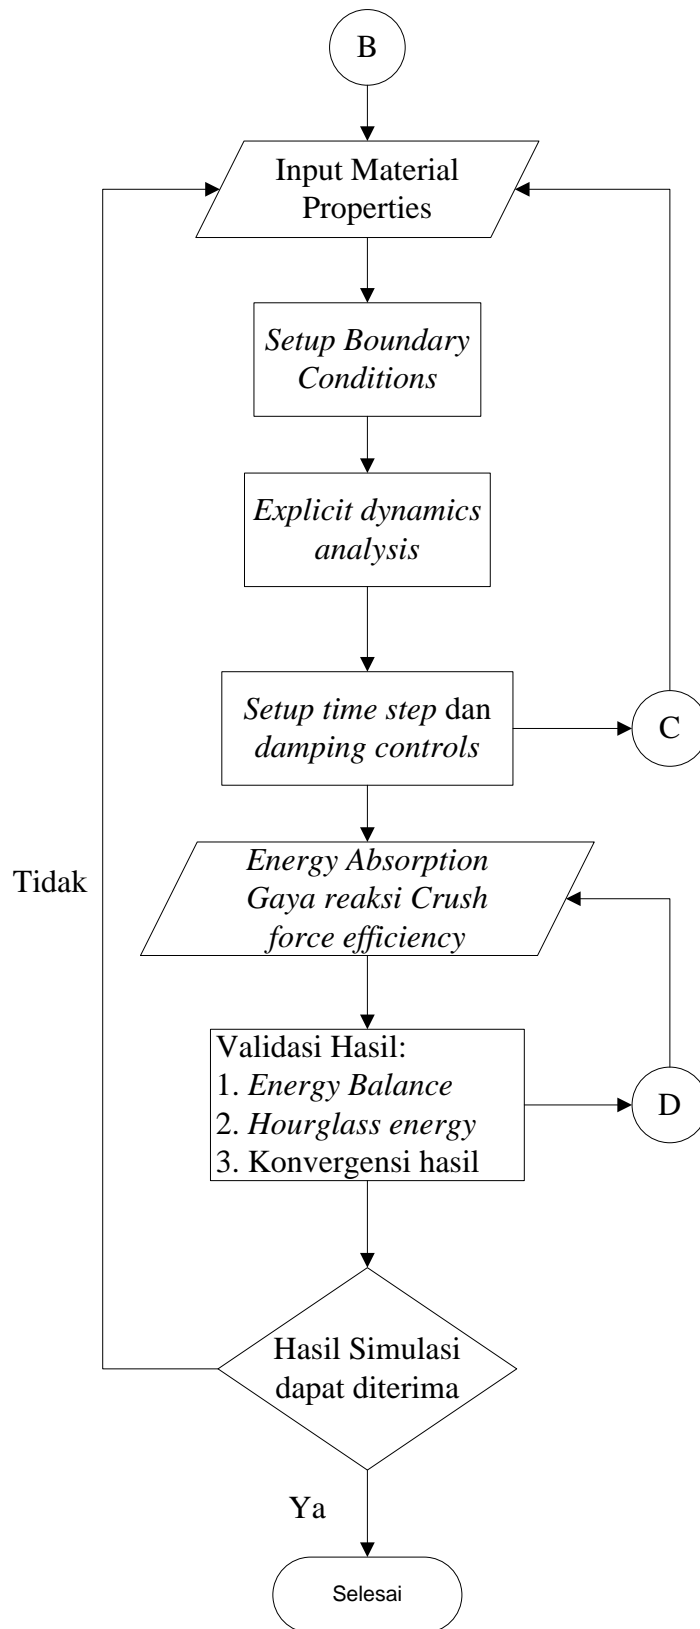 B
Input Material
Properties
Setup Boundary
Conditions
Explicit dynamics
analysis
Setup time step dan
damping controls
C
Tidak
Energy Absorption
Gaya reaksi Crush
force efficiency
Validasi Hasil:
1. Energy Balance
2. Hourglass energy
3. Konvergensi hasil
D
Hasil Simulasi
dapat diterima
Ya
Selesai